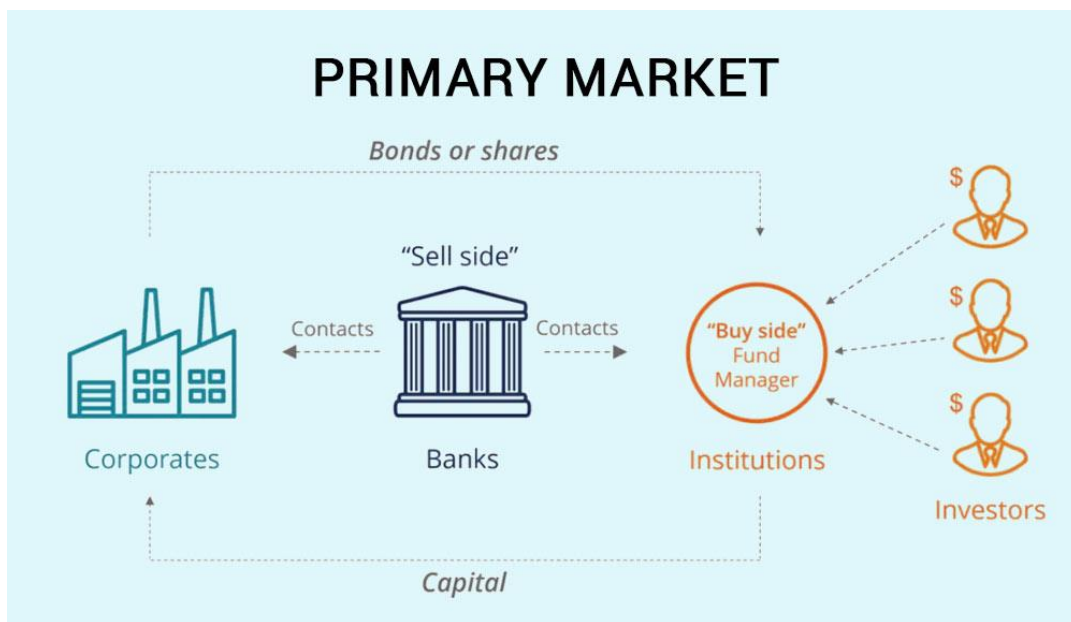 PRIMARY MARKET
Bonds or shares
“Sell side”
Contacts
Contacts
“Buy side”
Fund
Manager
$
$
$
Corporates
Banks
Institutions
Investors
Capital